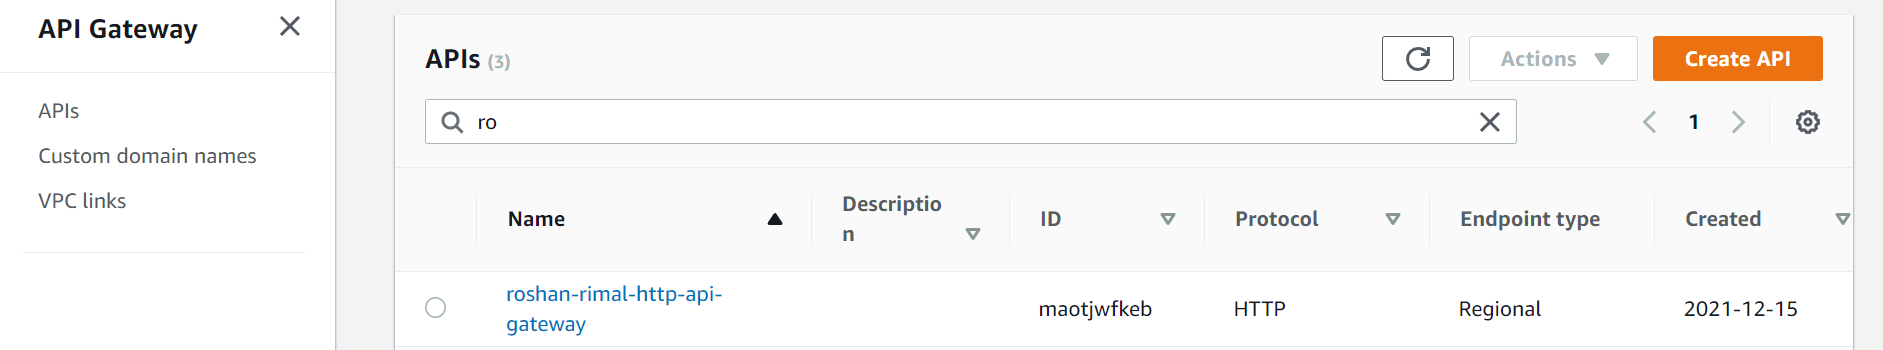 API Gateway
APIs
Custom domain names
VPC links
APIs (3)
Actions
Create API
ro
1
Name
Descriptio
n
ID
Protocol
Endpoint type
Created
roshan-rimal-http-api-
gateway
maotjwfkeb
HTTP
Regional
2021-12-15